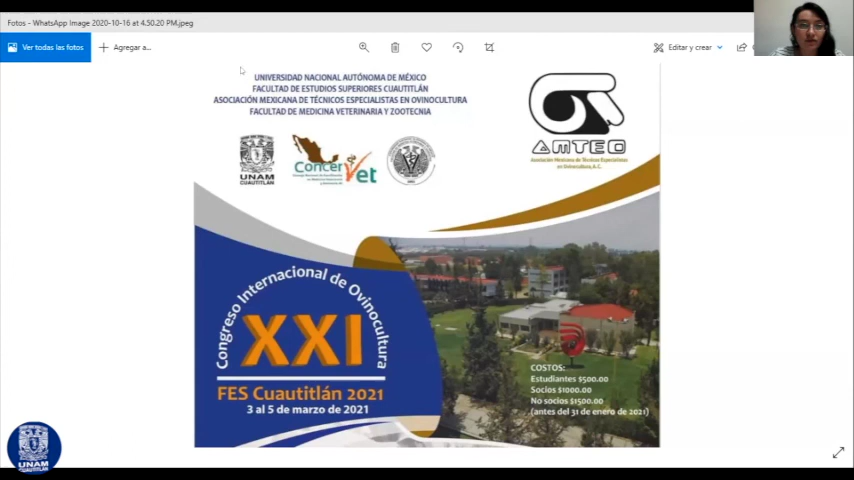 Fotos - WhatsApp Image 2020-10-16 at 4.50.20 PM.jpeg
Ver todas las fotos
Agregar a...
Editar y crear
UNIVERSIDAD NACIONAL AUTÓNOMA DE MÉXICO
FACULTAD DE ESTUDIOS SUPERIORES CUAUTITLÁN
ASOCIACIÓN MEXICANA DE TÉCNICOS ESPECIALISTAS EN OVINOCULTURA
FACULTAD DE MEDICINA VETERINARIA Y ZOOTECNIA
UNAM
CUAUTITLÁN
ConcerVet
AMTEO
Asociación Mexicana de Técnicos Especialistas
en Ovinocultura, A.C.
Congreso Internacional de Ovinocultura
XXI
FES Cuautitlán 2021
3 al 5 de marzo de 2021
COSTOS:
Estudiantes $500.00
Socios $1000.00
No socios $1500.00
(antes del 31 de enero de 2021)
UNAM
CUAUTITLÁN